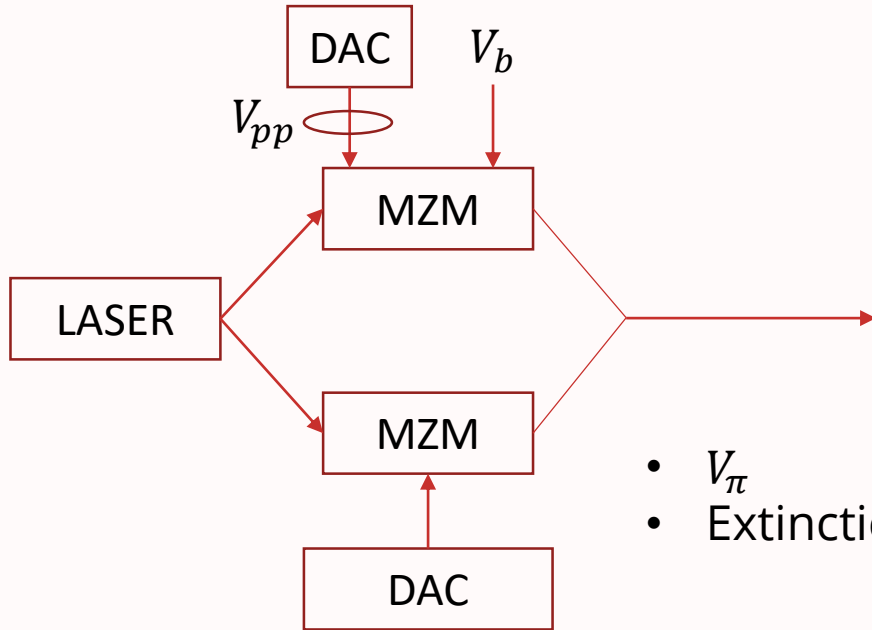 DAC
V_b
V_pp
MZM
LASER
MZM
• V_π
•
DAC